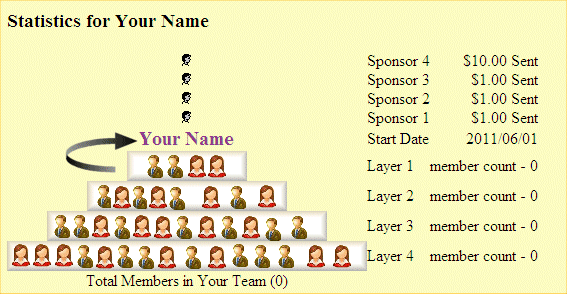 Statistics for Your Name
Sponsor 4 $10.00 Sent
Sponsor 3 $1.00 Sent
Sponsor 2 $1.00 Sent
Sponsor 1 $1.00 Sent
Your Name Start Date 2011/06/01
Layer 1 member count - 0
Layer 2 member count - 0
Layer 3 member count - 0
Layer 4 member count - 0
Total Members in Your Team (0)